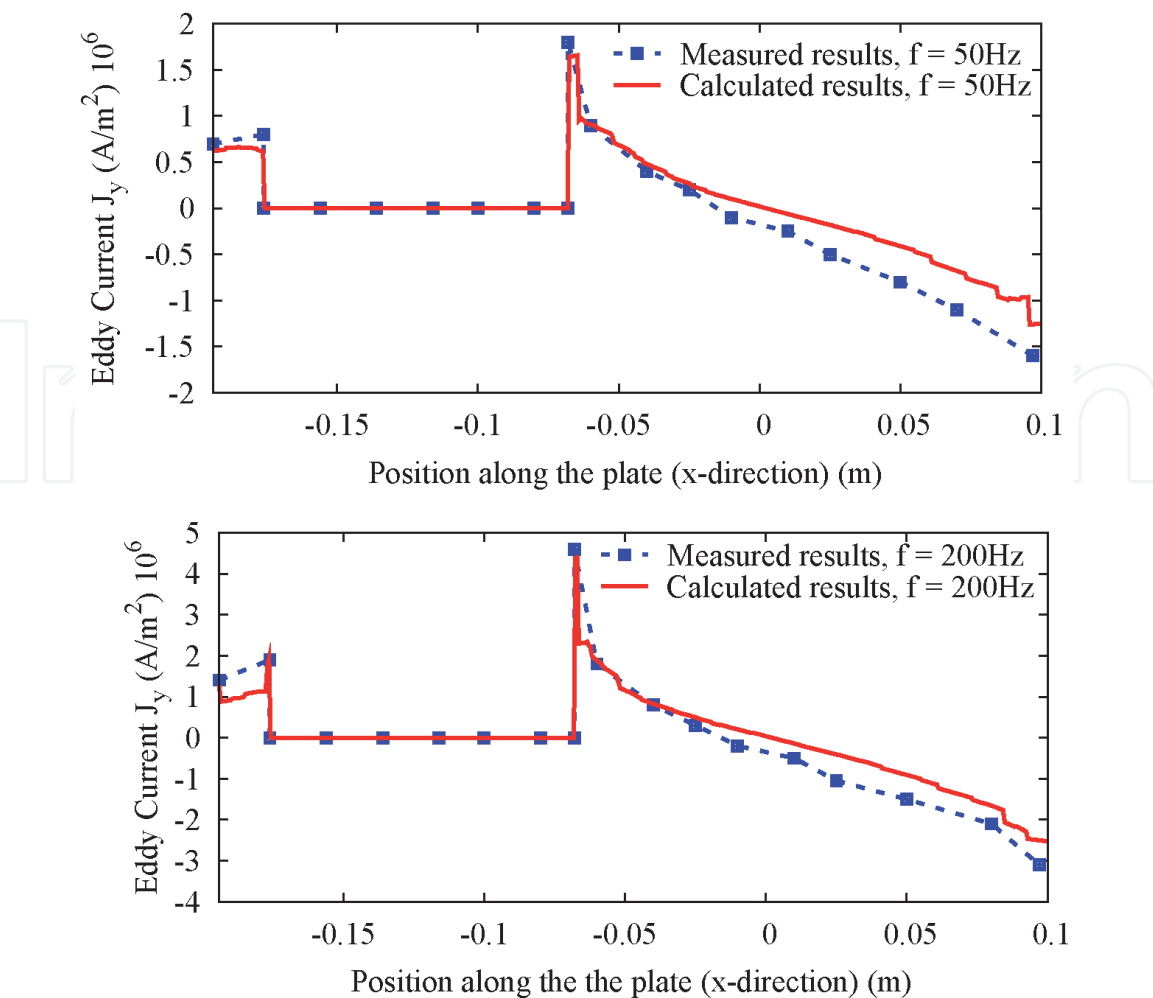 2
1.5
1
0.5
0
-0.5
-1
-1.5
-2
Eddy Current J_y (A/m^2) 10^6
Measured results, f = 50Hz
Calculated results, f = 50Hz
-0.15 -0.1 -0.05 0 0.05 0.1
Position along the plate (x-direction) (m)
5
4
3
2
1
0
-1
-2
-3
-4
Eddy Current J_y (A/m^2) 10^6
Measured results, f = 200Hz
Calculated results, f = 200Hz
-0.15 -0.1 -0.05 0 0.05 0.1
Position along the the plate (x-direction) (m)